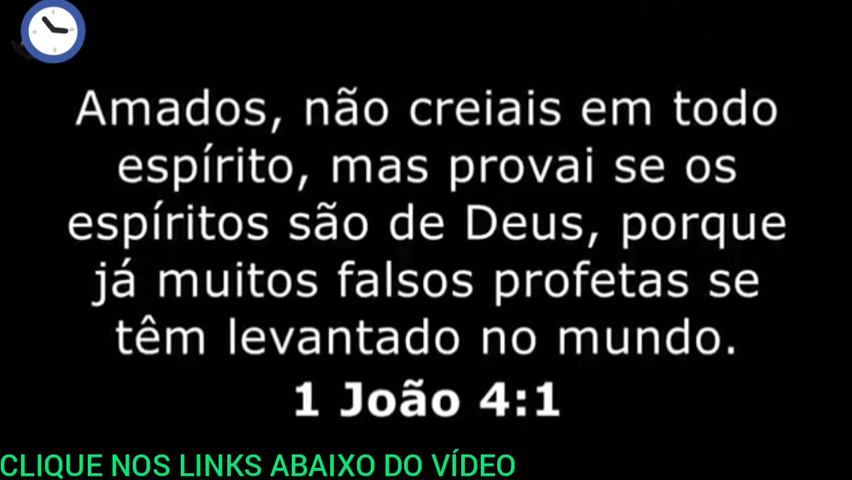 Amados, não creiais em todo
espírito, mas provai se os
espíritos são de Deus, porque
já muitos falsos profetas se
têm levantado no mundo.
1 João 4:1
CLIQUE NOS LINKS ABAIXO DO VÍDEO